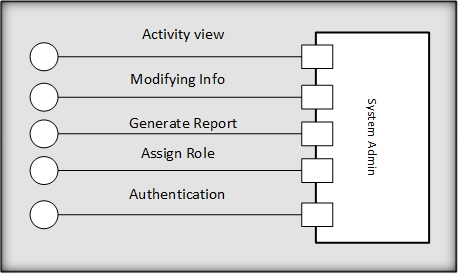 Activity view
Modifying Info
Generate Report
Assign Role
Authentication
System Admin